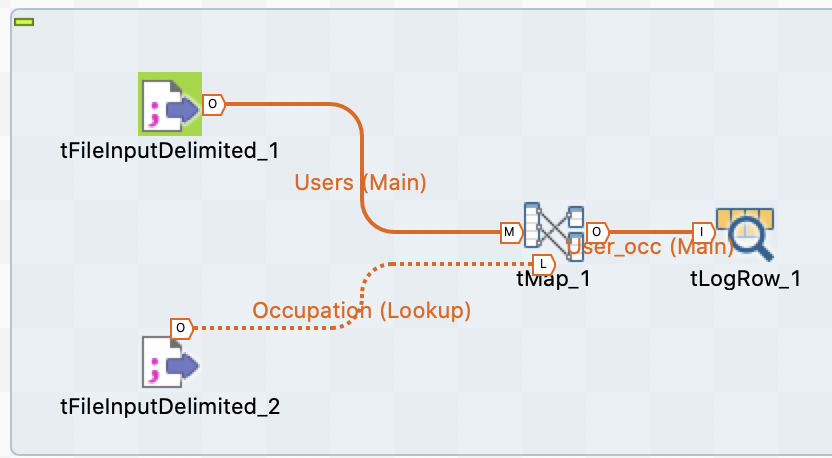 O
tFileInputDelimited_1
Users (Main)
M
O
I
User_occ (Main)
L
tMap_1
tLogRow_1
Occupation (Lookup)
O
tFileInputDelimited_2